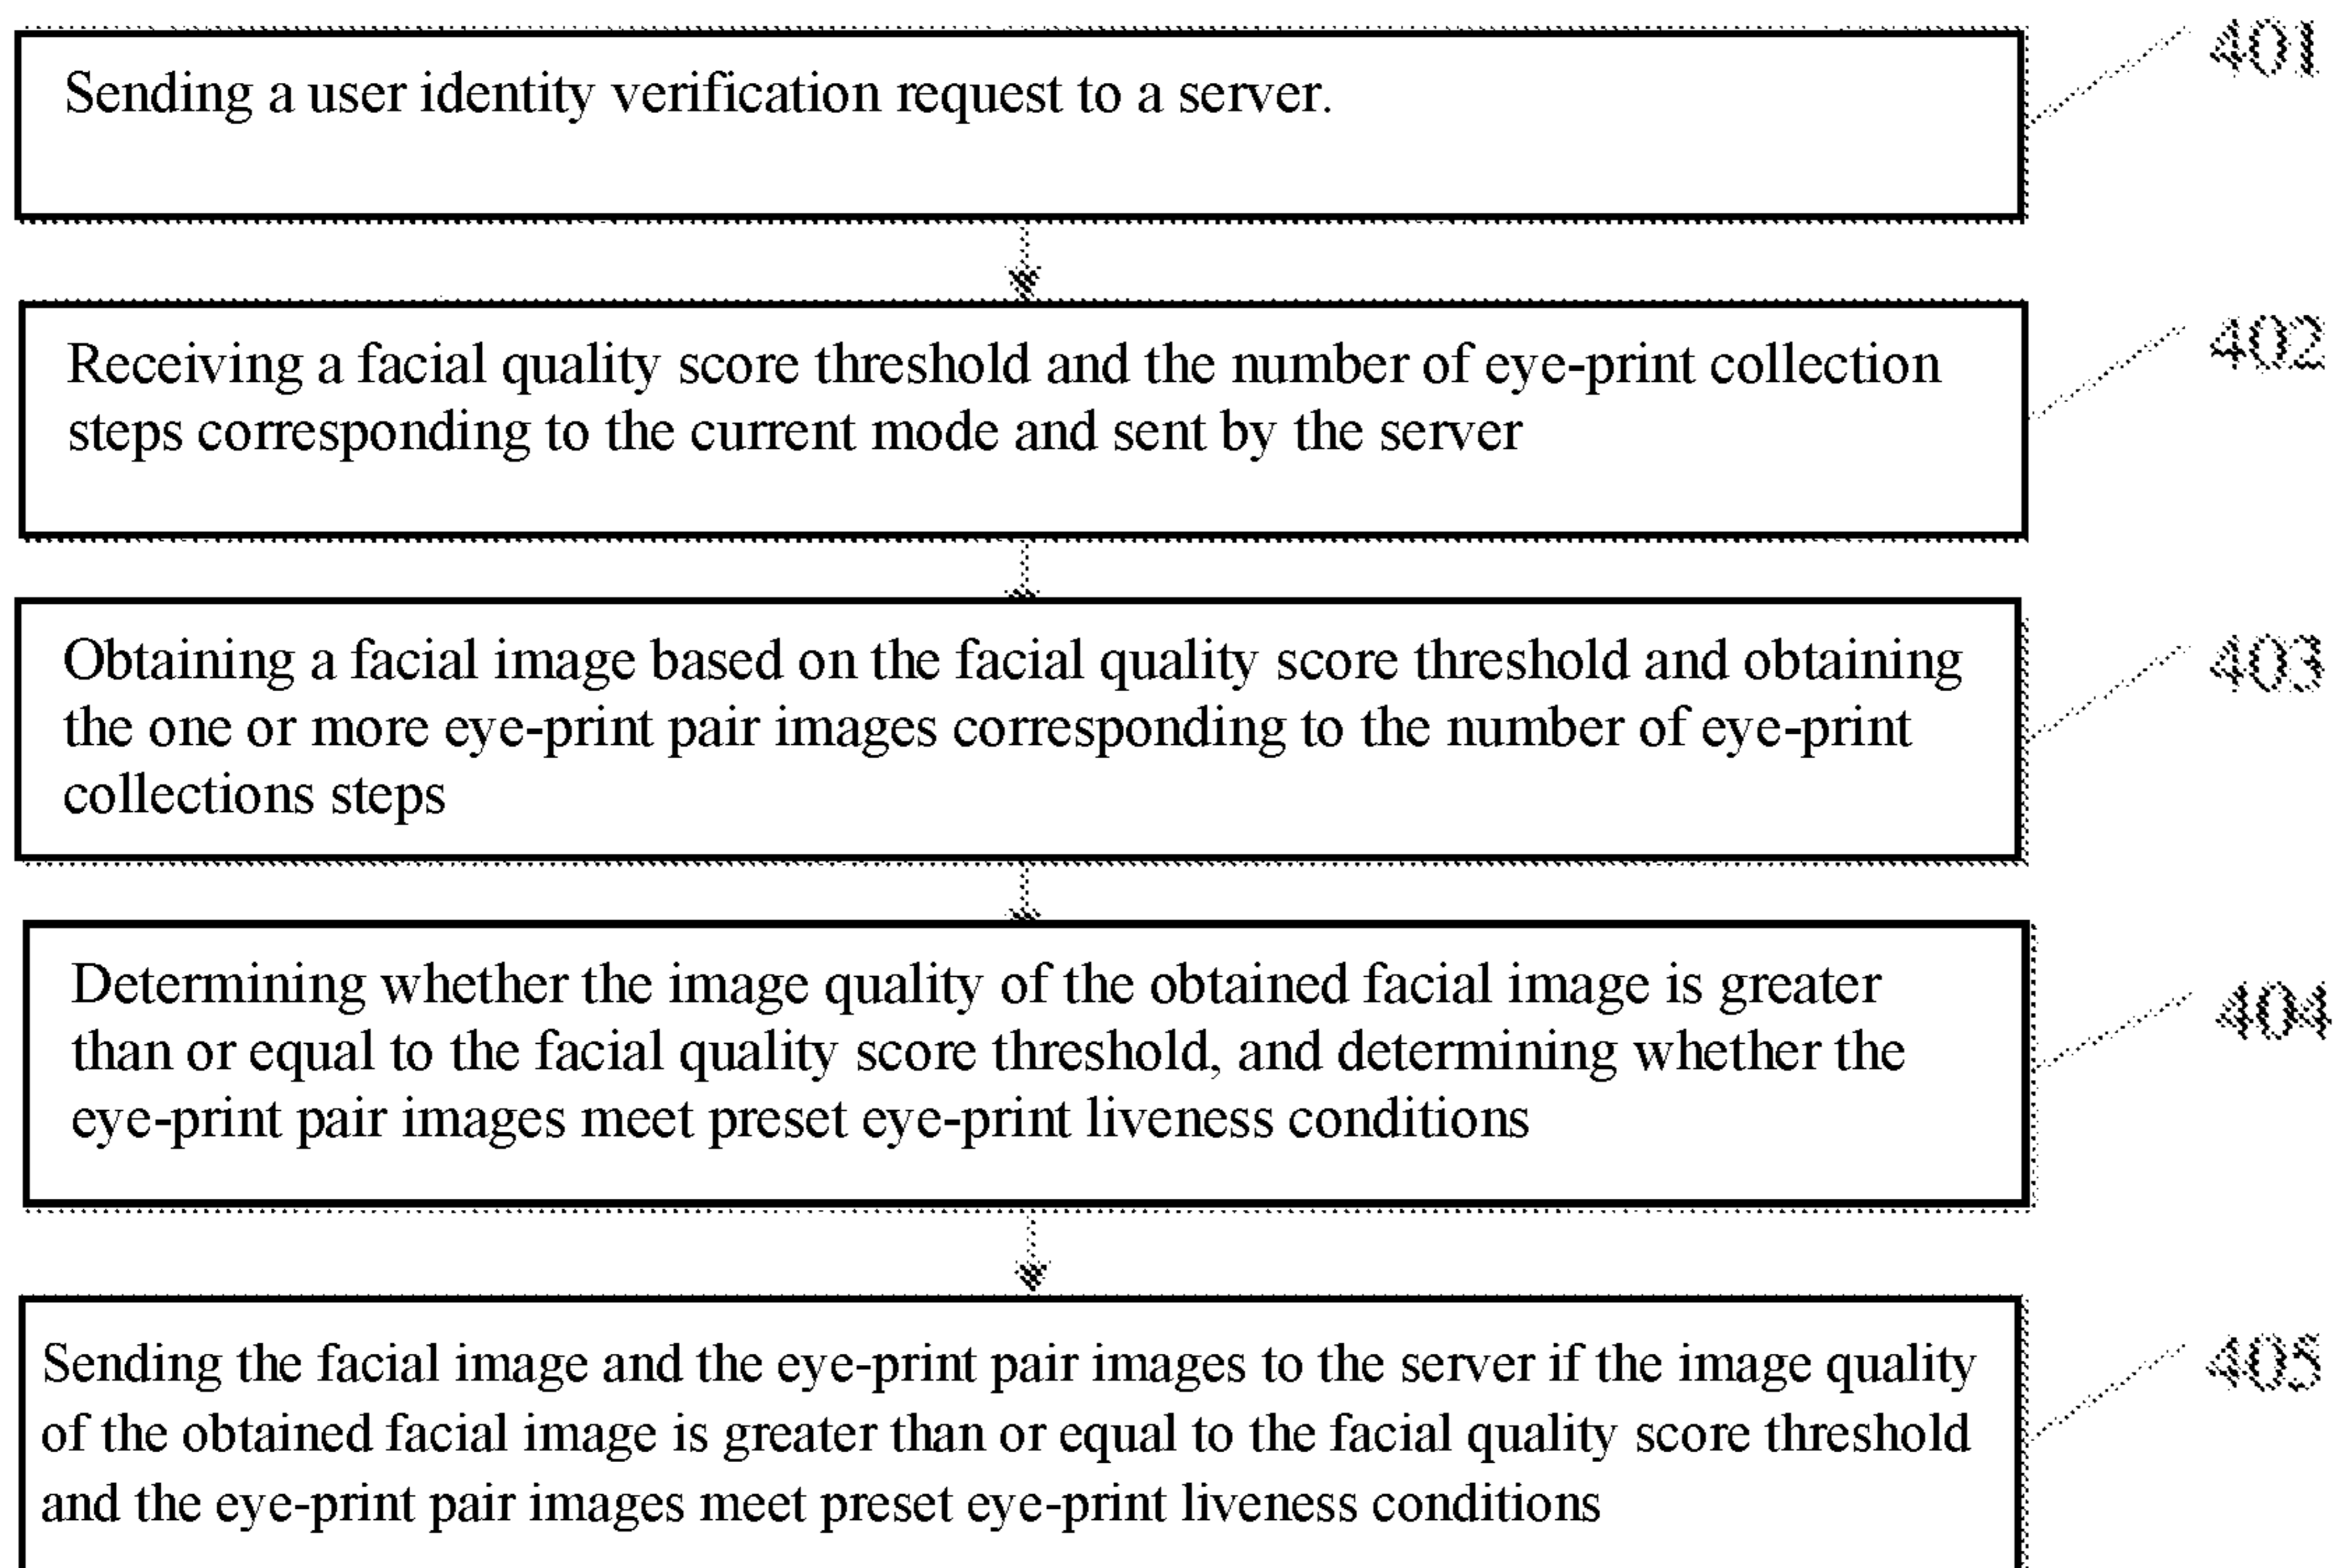 Sending a user identity verification request to a server.
401
Receiving a facial quality score threshold and the number of eye-print collection
steps corresponding to the current mode and sent by the server
402
Obtaining a facial image based on the facial quality score threshold and obtaining
the one or more eye-print pair images corresponding to the number of eye-print
collections steps
403
Determining whether the image quality of the obtained facial image is greater
than or equal to the facial quality score threshold, and determining whether the
eye-print pair images meet preset eye-print liveness conditions
404
Sending the facial image and the eye-print pair images to the server if the image quality
of the obtained facial image is greater than or equal to the facial quality score threshold
and the eye-print pair images meet preset eye-print liveness conditions
405